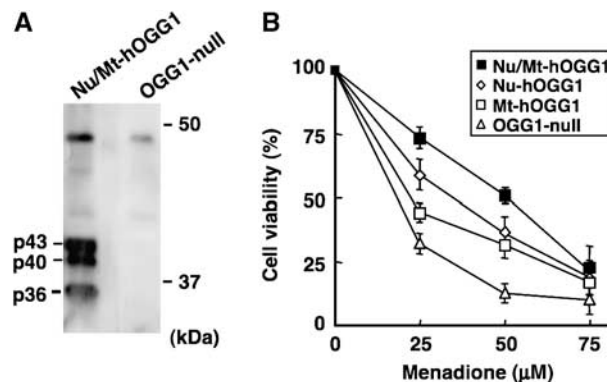 A
Nu/Mt-hOGG1
OGG1-null
50
p43
p40
p36
37
(kDa)
B
Nu/Mt-hOGG1
Nu-hOGG1
Mt-hOGG1
OGG1-null
Cell viability (%)
100
75
50
25
0
0 25 50 75
Menadione (μM)